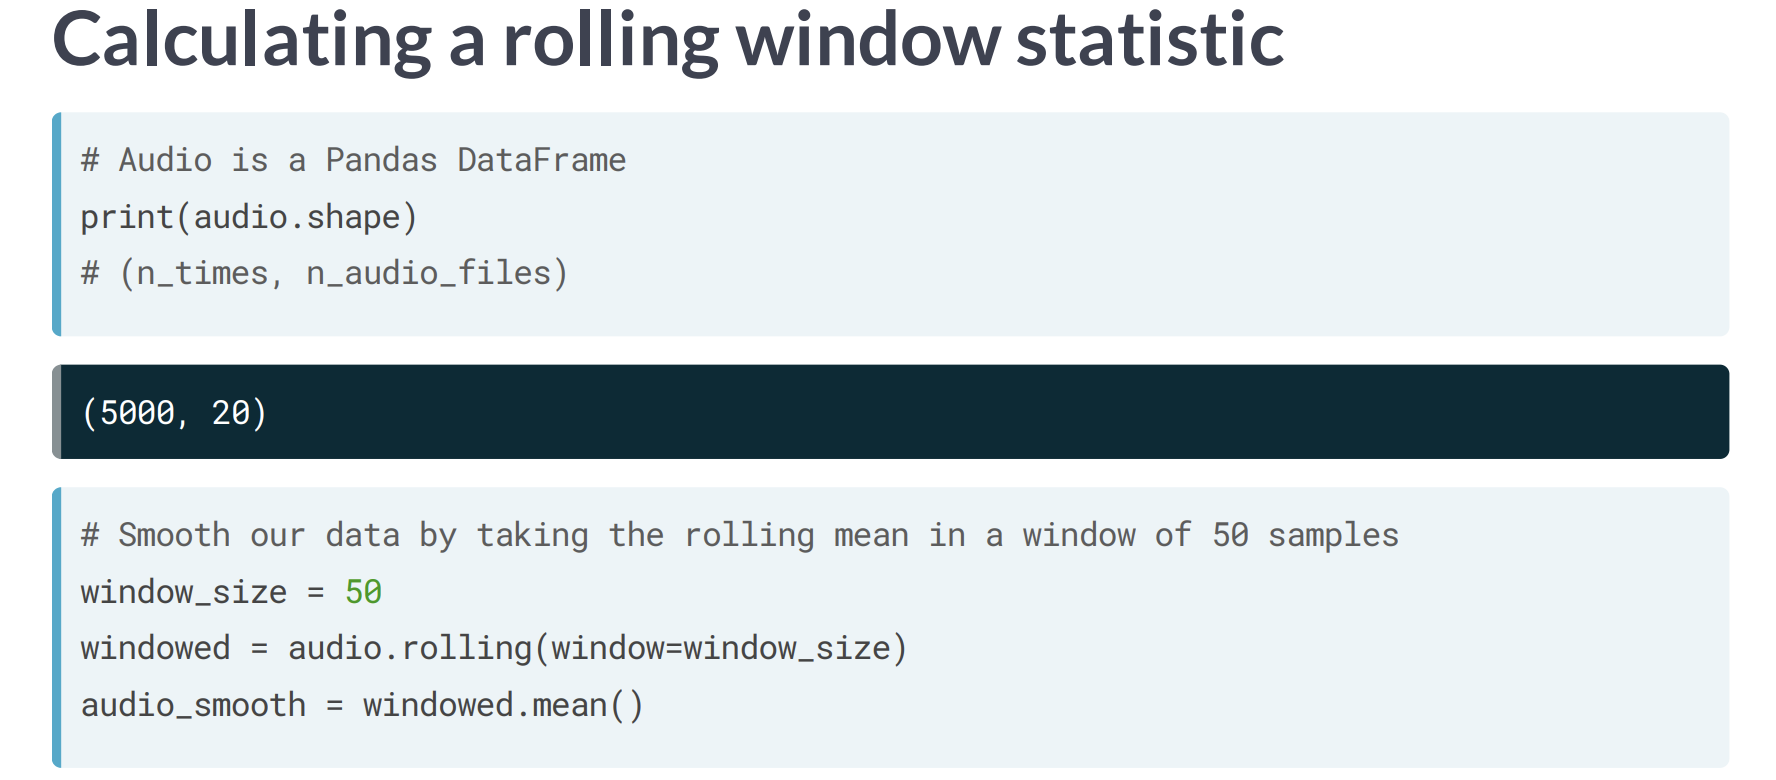 Calculating a rolling window statistic
# Audio is a Pandas DataFrame
print(audio.shape)
# (n_times, n_audio_files)
(5000, 20)
# Smooth our data by taking the rolling mean in a window of 50 samples
window_size = 50
windowed = audio.rolling(window=window_size)
audio_smooth = windowed.mean()